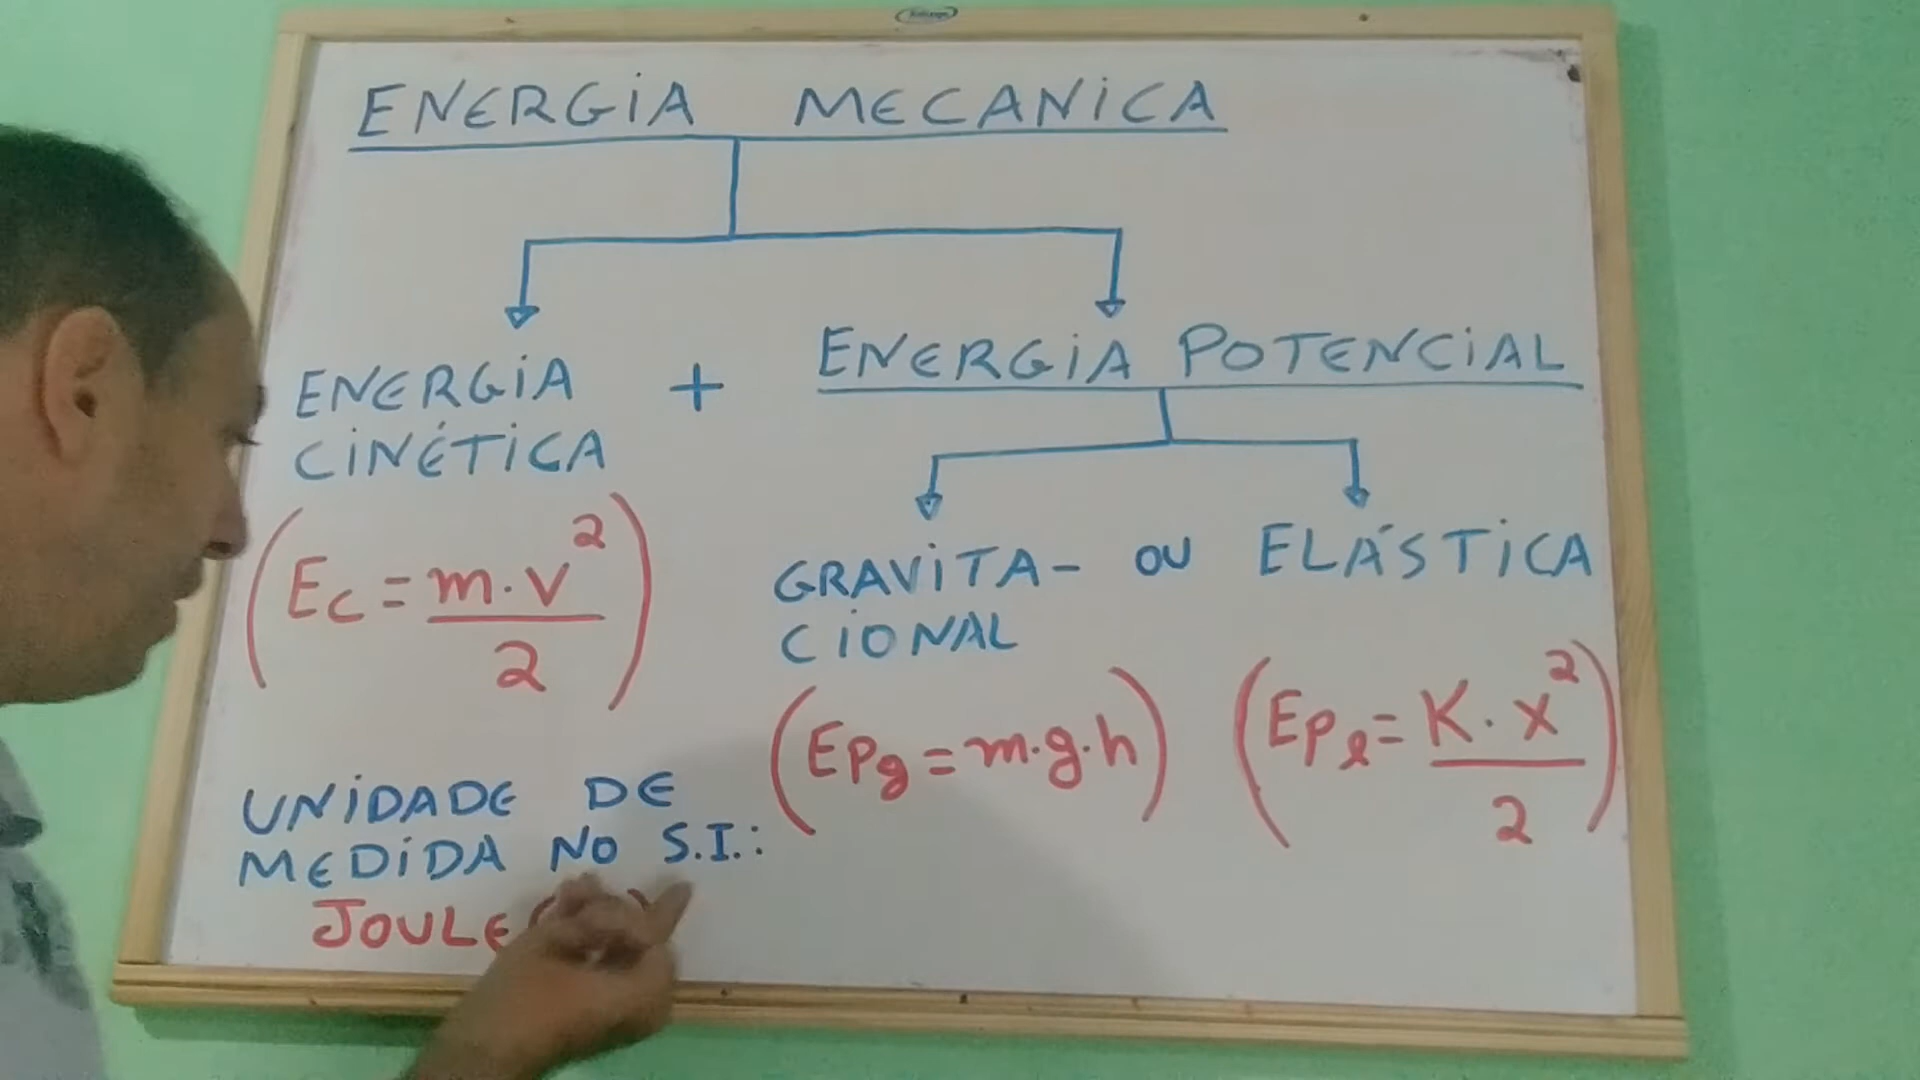 ENERGIA MECANICA
ENERGIA
CINÉTICA
+
ENERGIA POTENCIAL
(Ec = m.v²/2)
GRAVITA-
CIONAL
OU
ELÁSTICA
(Epg = m.g.h)
(Epl = K.x²/2)
UNIDADE DE
MEDIDA NO S.I.:
JOULE